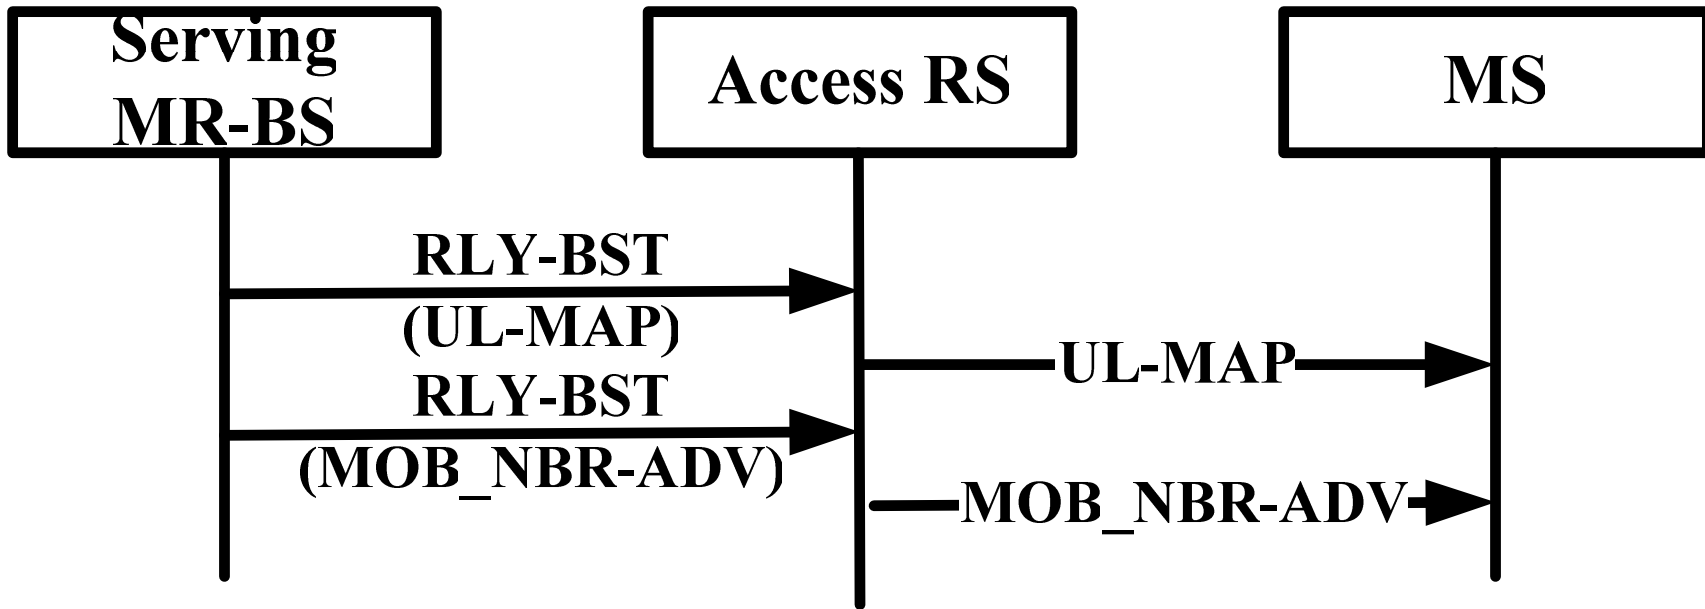 Serving
MR-BS
Access RS
MS
RLY-BST
(UL-MAP)
UL-MAP
RLY-BST
(MOB_NBR-ADV)
MOB_NBR-ADV